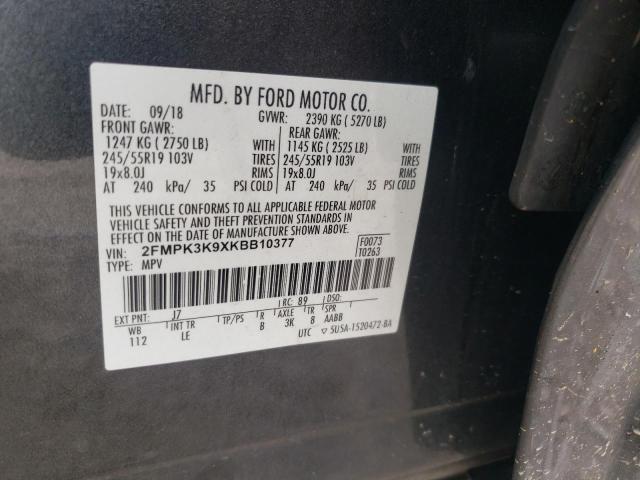 MFD. BY FORD MOTOR CO.
DATE: 09/18 GVWR: 2390 KG ( 5270 LB)
FRONT GAWR: REAR GAWR:
1247 KG ( 2750 LB) WITH 1145 KG ( 2525 LB) WITH
245/55R19 103V TIRES 245/55R19 103V TIRES
19x8.0J RIMS 19x8.0J RIMS
AT 240 kPa/ 35 PSI COLD AT 240 kPa/ 35 PSI COLD
THIS VEHICLE CONFORMS TO ALL APPLICABLE FEDERAL MOTOR
VEHICLE SAFETY AND THEFT PREVENTION STANDARDS IN
EFFECT ON THE DATE OF MANUFACTURE SHOWN ABOVE.
VIN: 2FMPK3K9XKBB10377 F0073
TYPE: MPV T0263
EXT PNT: J7 RC: 89 DSO:
WB INT TR TP/PS R AXLE TR SPR
112 LE B 3K 8 AABB
UTC ▽ 5U5A-1520472-BA